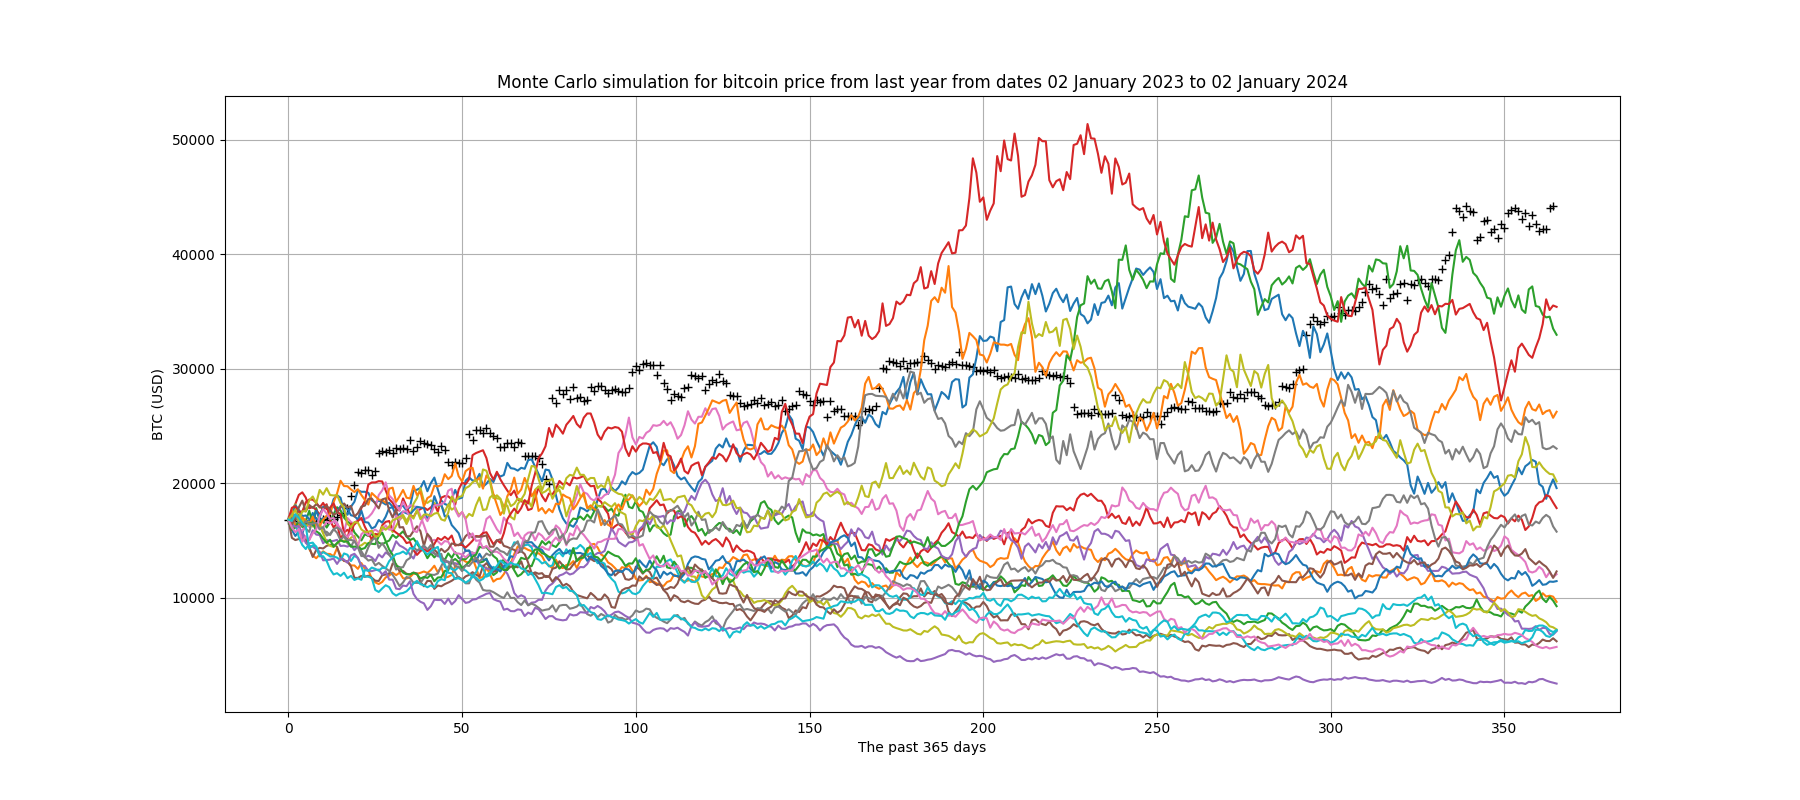 Monte Carlo simulation for bitcoin price from last year from dates 02 January 2023 to 02 January 2024
50000
40000
30000
20000
10000
BTC (USD)
0 50 100 150 200 250 300 350
The past 365 days